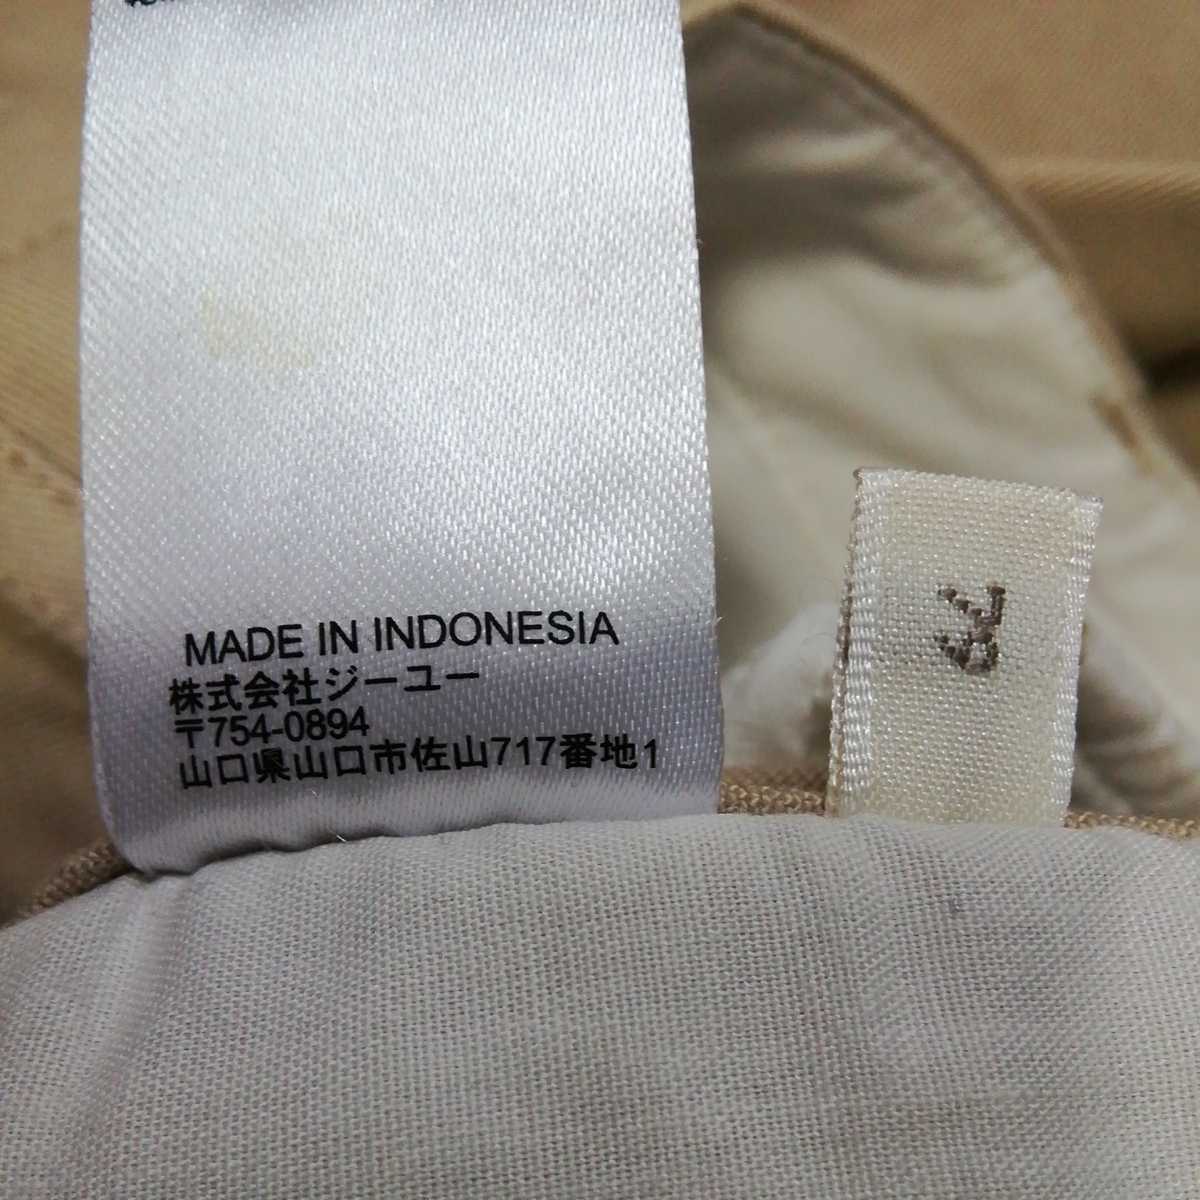 MADE IN INDONESIA
株式会社ジーユー
〒754-0894
山口県山口市佐山717番地1